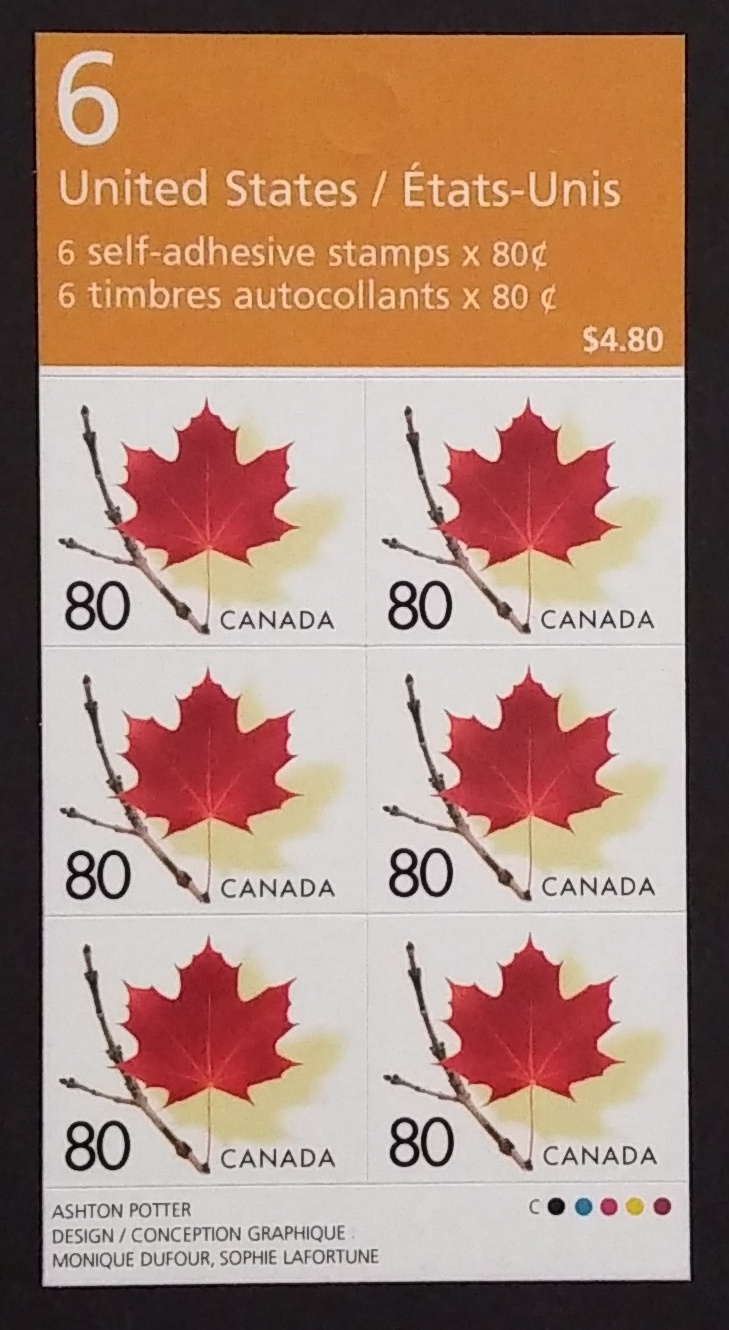 6
United States / États-Unis
6 self-adhesive stamps x 80¢
6 timbres autocollants x 80 ¢
$4.80
80 CANADA
80 CANADA
80 CANADA
80 CANADA
80 CANADA
80 CANADA
ASHTON POTTER
DESIGN / CONCEPTION GRAPHIQUE
MONIQUE DUFOUR, SOPHIE LAFORTUNE
C